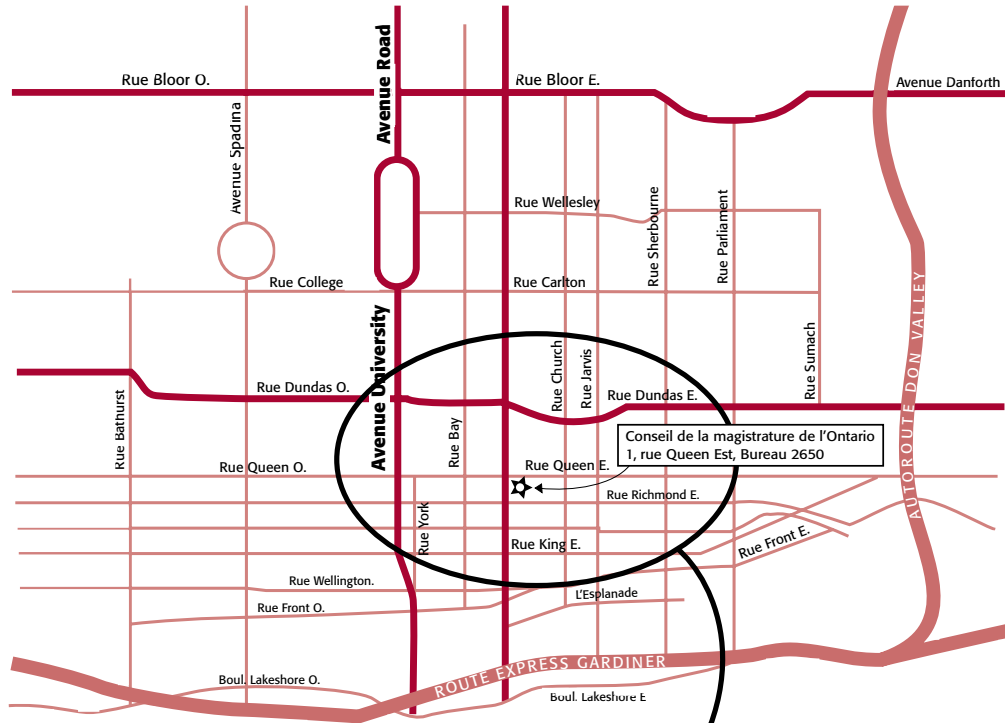 Rue Bloor O.
Avenue Road
Rue Bloor E.
Avenue Danforth
Avenue Spadina
Rue Wellesley
Rue Sherbourne
Rue Parliament
Rue College
Rue Carlton
AUTOROUTE DON VALLEY
Rue Sumach
Rue Bathurst
Rue Dundas O.
Avenue University
Rue Bay
Rue Church
Rue Jarvis
Rue Dundas E.
Conseil de la magistrature de l'Ontario
1, rue Queen Est, Bureau 2650
Rue Queen O.
Rue Queen E.
Rue York
Rue Richmond E.
Rue King E.
Rue Front E.
Rue Wellington.
Rue Front O.
L'Esplanade
ROUTE EXPRESS GARDINER
Boul. Lakeshore O.
Boul. Lakeshore E